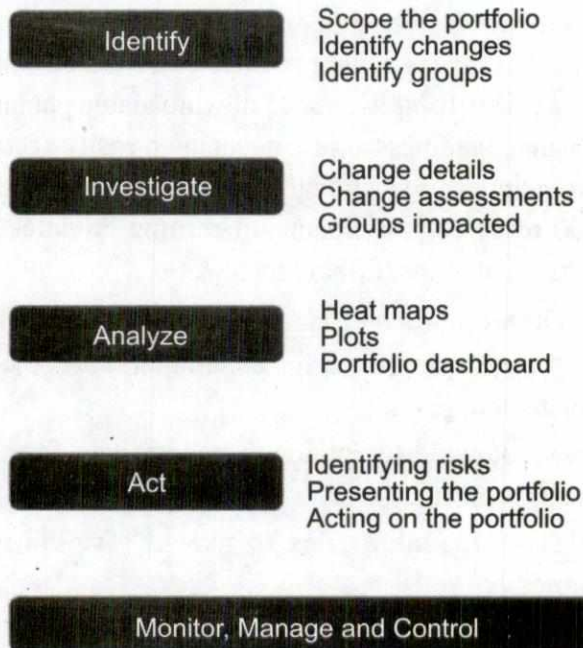 Identify
Scope the portfolio
Identify changes
Identify groups
Investigate
Change details
Change assessments
Groups impacted
Analyze
Heat maps
Plots
Portfolio dashboard
Act
Identifying risks
Presenting the portfolio
Acting on the portfolio
Monitor, Manage and Control